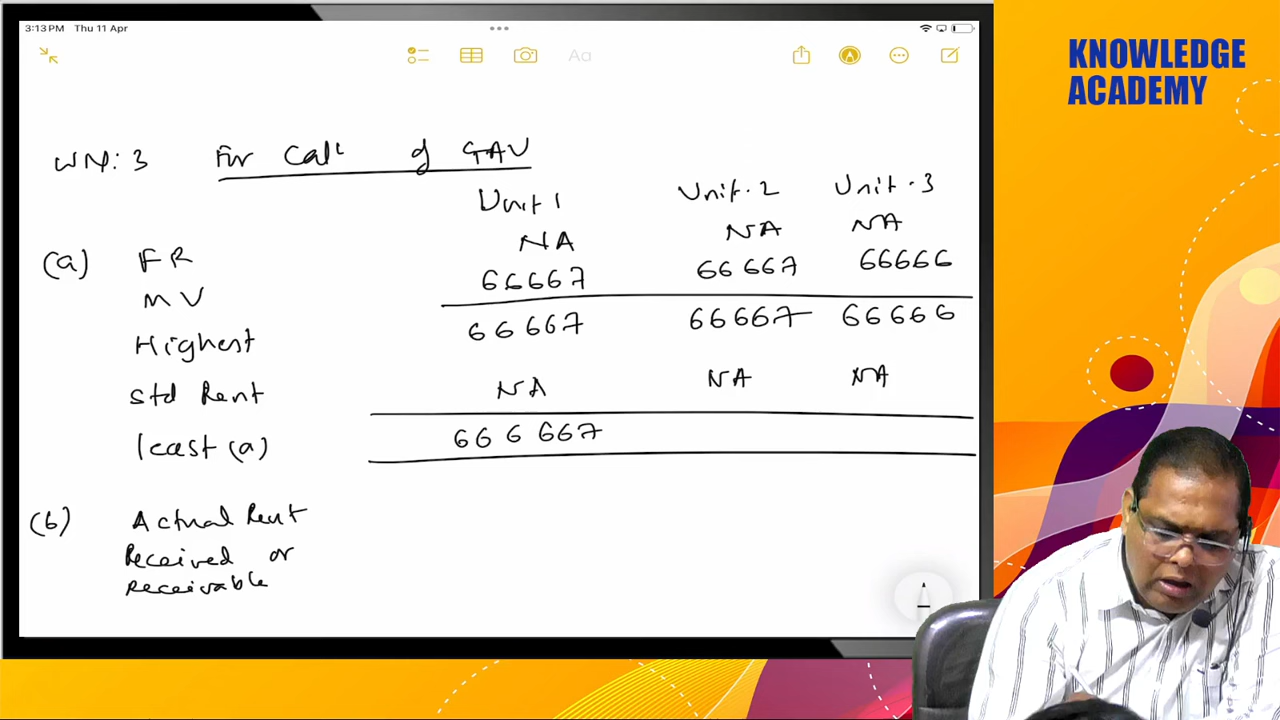 3:13 PM Thu 11 Apr
Aa
KNOWLEDGE
ACADEMY
WN: 3 For Calc of GAV
Unit 1 Unit. 2 Unit. 3
(a) FR NA NA NA
MV 66667 66667 66666
Highest 66667 66667 66666
Std Rent NA NA NA
least (a) 666667
(b) Actual Rent
Received or
Receivable